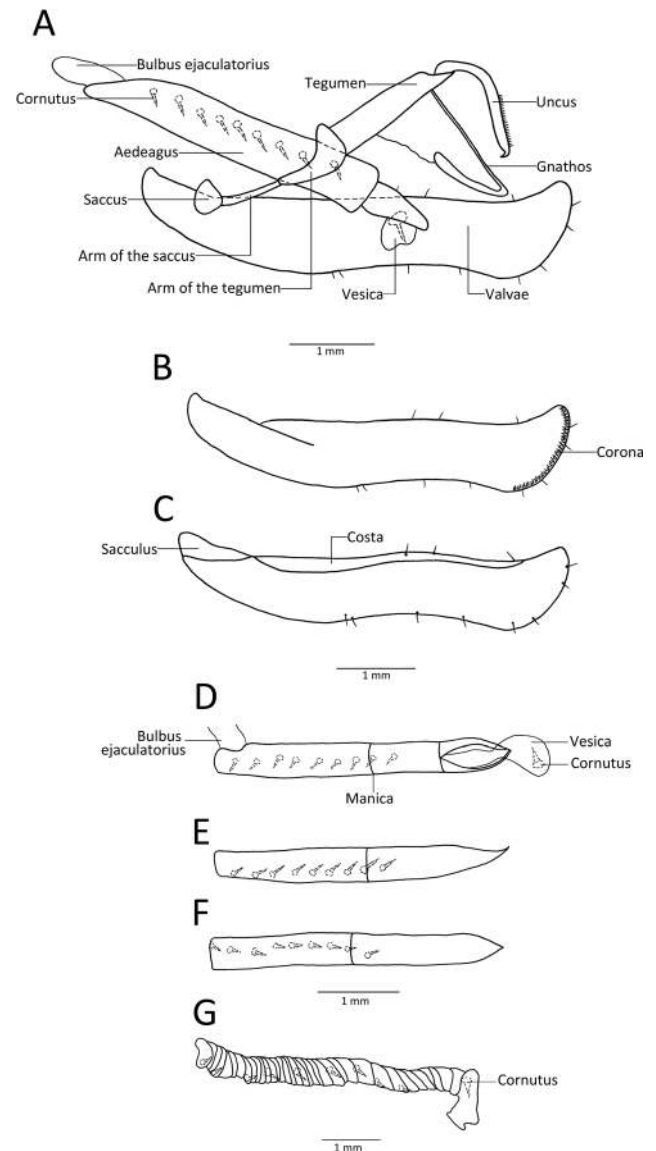 A
Bulbus ejaculatorius
Tegumen
Cornutus
Uncus
Aedeagus
Gnathos
Saccus
Arm of the saccus
Arm of the tegumen
Vesica
Valvae
1 mm
B
Corona
C
Costa
Sacculus
1 mm
D
Bulbus
ejaculatorius
Vesica
Cornutus
Manica
E
F
1 mm
G
Cornutus
1 mm